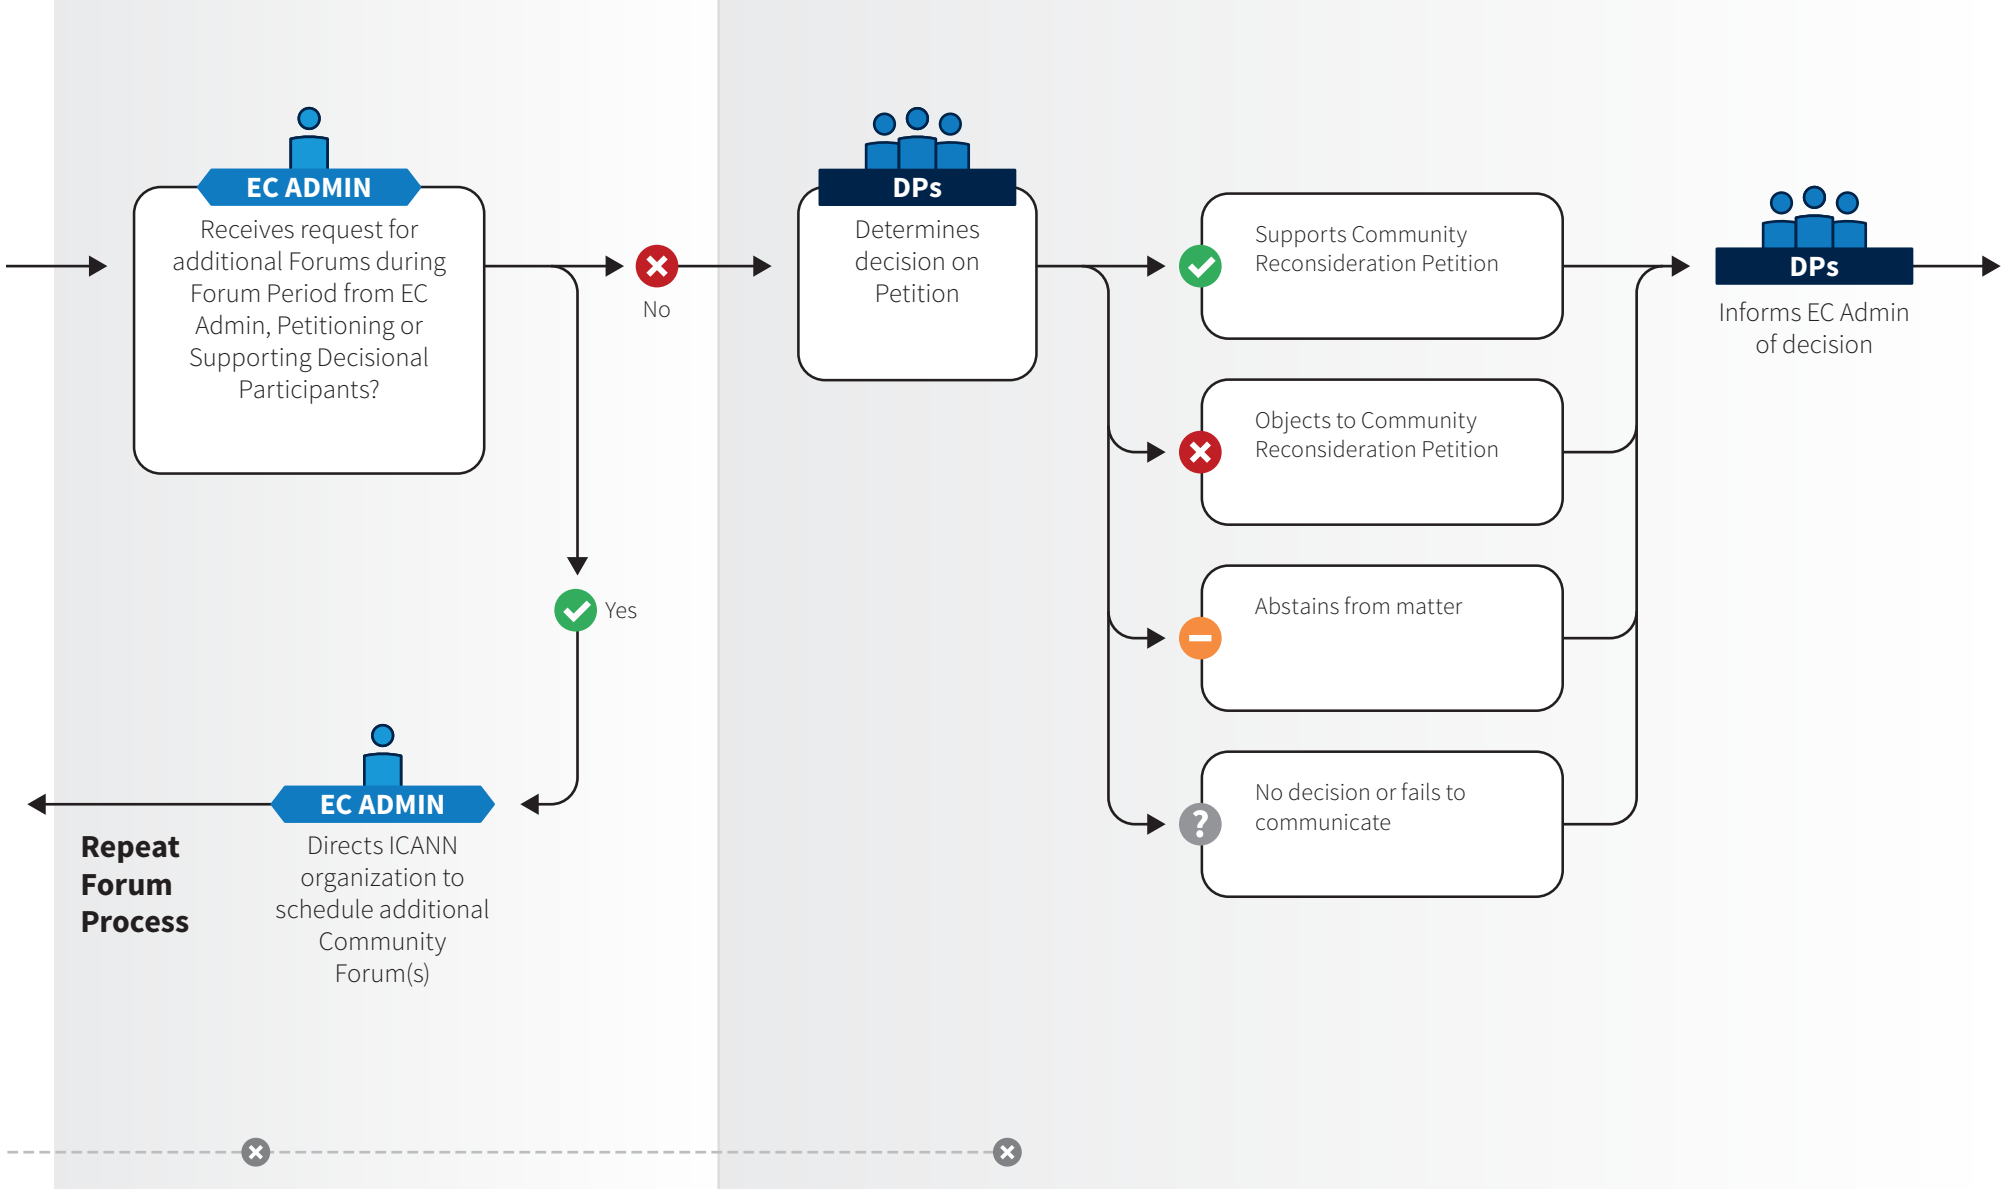 EC ADMIN
Receives request for
additional Forums during
Forum Period from EC
Admin, Petitioning or
Supporting Decisional
Participants?
No
Yes
EC ADMIN
Directs ICANN
organization to
schedule additional
Community
Forum(s)
Repeat
Forum
Process
DPs
Determines
decision on
Petition
Supports Community
Reconsideration Petition
Objects to Community
Reconsideration Petition
Abstains from matter
?
No decision or fails to
communicate
DPs
Informs EC Admin
of decision